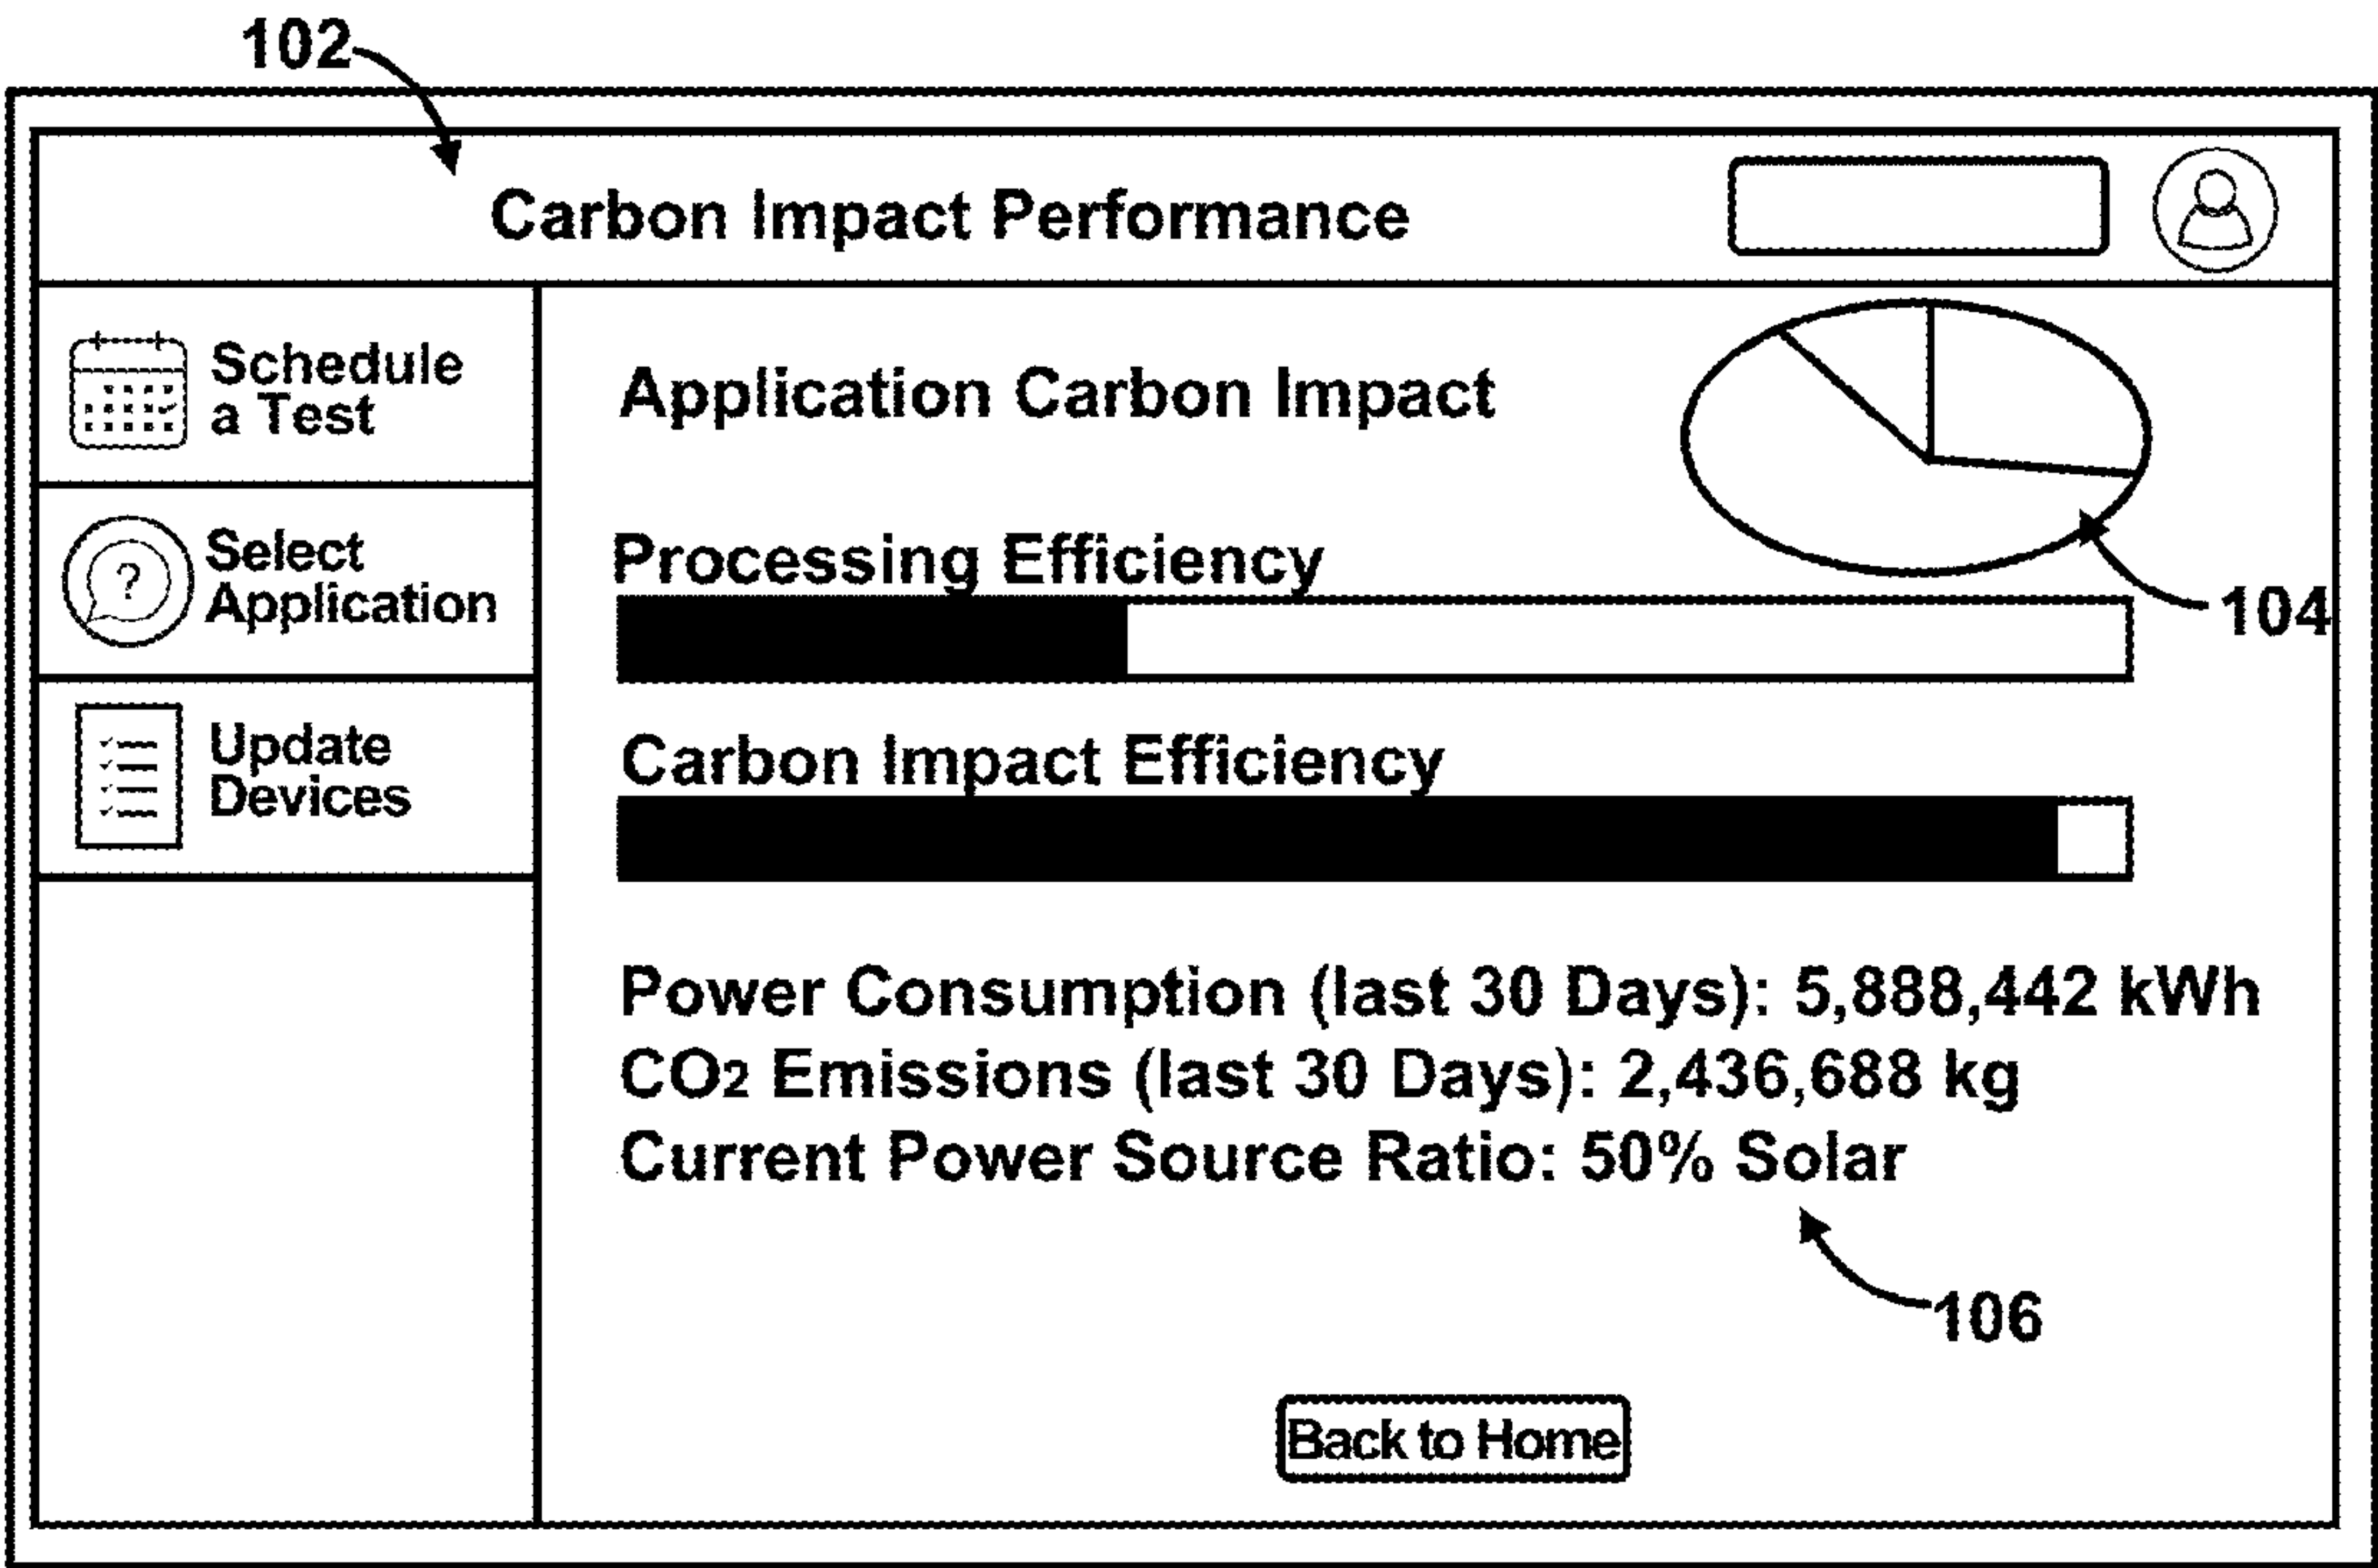 102
Carbon Impact Performance
Schedule
a Test
Select
Application
?
Update
Devices
Application Carbon Impact
104
Processing Efficiency
Carbon Impact Efficiency
Power Consumption (last 30 Days): 5,888,442 kWh
CO2 Emissions (last 30 Days): 2,436,688 kg
Current Power Source Ratio: 50% Solar
106
Back to Home